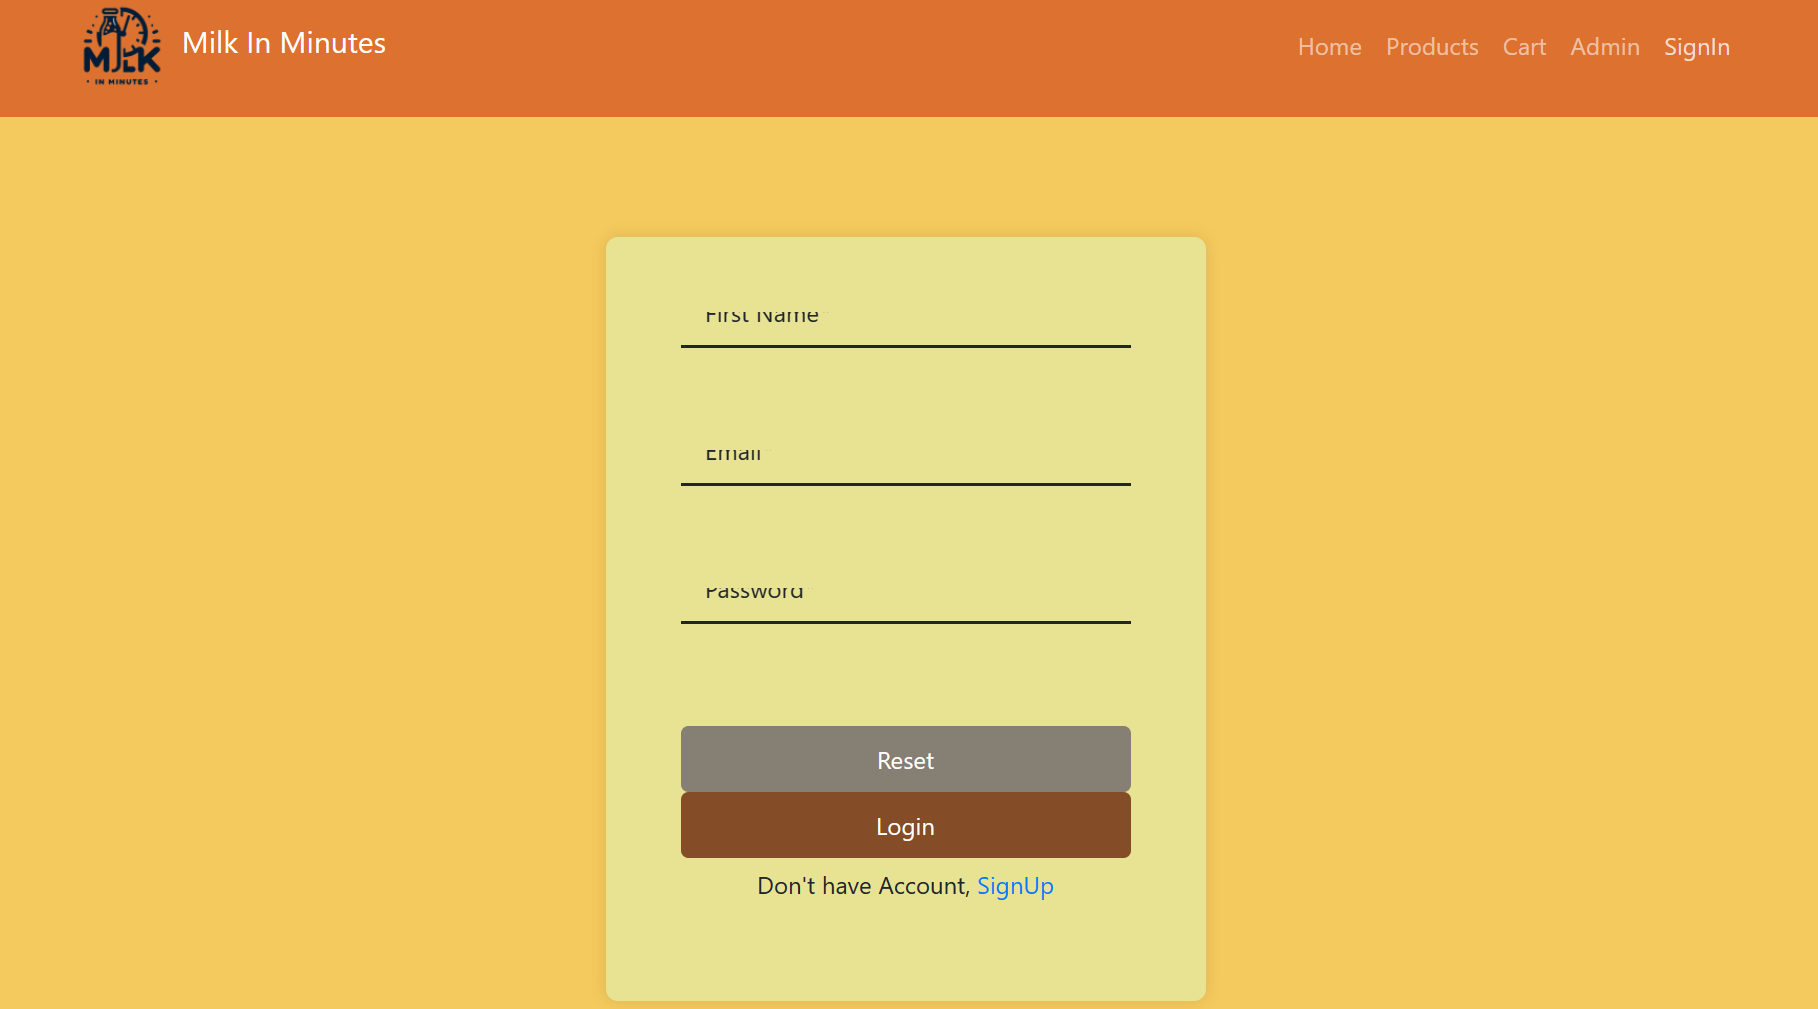 MILK
• IN MINUTES •
Milk In Minutes
Home Products Cart Admin SignIn
First Name
Email
Password
Reset
Login
Don't have Account, SignUp